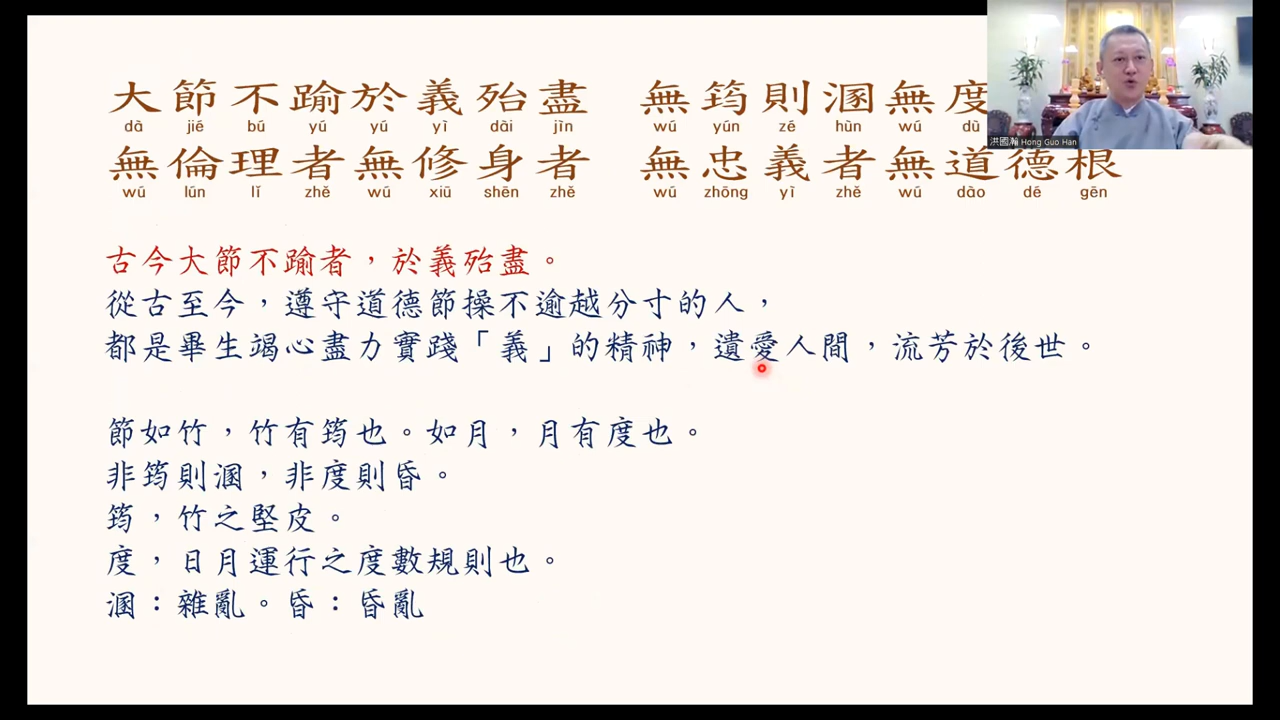 大節不踰於義殆盡 無筠則溷無度
dà jié bú yú yú yì dài jìn wú yún zé hùn wú dù
無倫理者無修身者 無忠義者無道德根
wú lún lǐ zhě wú xiū shēn zhě wú zhōng yì zhě wú dào dé gēn
洪國瀚 Hong Guo Han
古今大節不踰者，於義殆盡。
從古至今，遵守道德節操不逾越分寸的人，
都是畢生竭心盡力實踐「義」的精神，遺愛人間，流芳於後世。
節如竹，竹有筠也。如月，月有度也。
非筠則溷，非度則昏。
筠，竹之堅皮。
度，日月運行之度數規則也。
溷：雜亂。昏：昏亂